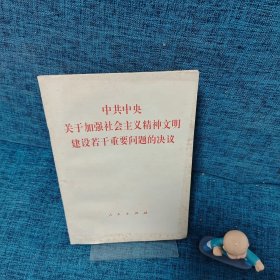 中共中央
关于加强社会主义精神文明
建设若干重要问题的决议
人民出版社